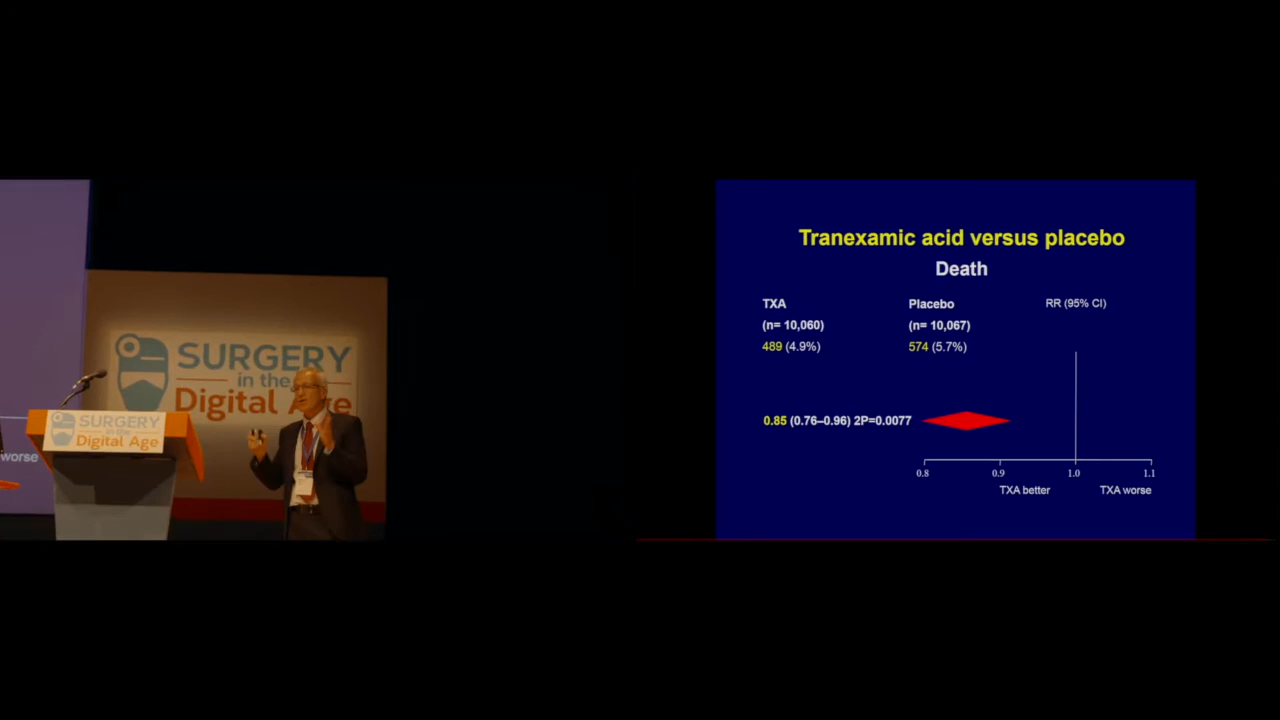 SURGERY
in the
Digital Age
SURGERY
in the
Digital Age
worse
Tranexamic acid versus placebo
Death
TXA
Placebo
RR (95% CI)
(n= 10,060)
(n= 10,067)
489 (4.9%)
574 (5.7%)
0.85 (0.76–0.96) 2P=0.0077
0.8
0.9
1.0
1.1
TXA better
TXA worse